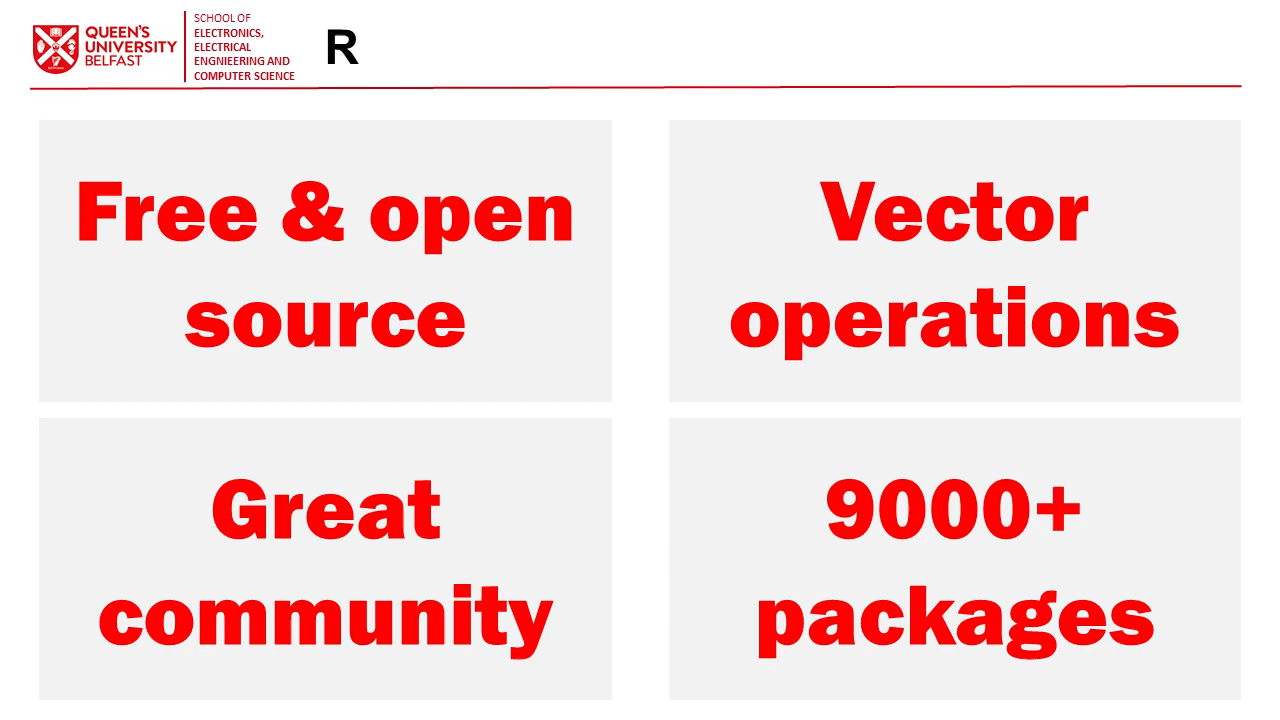 QUEEN'S
UNIVERSITY
BELFAST
SCHOOL OF
ELECTRONICS,
ELECTRICAL
ENGNIEERING AND
COMPUTER SCIENCE
R
Free & open
source
Vector
operations
Great
community
9000+
packages